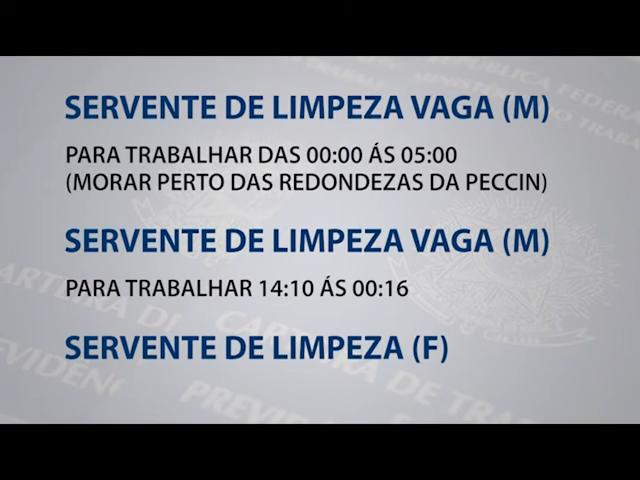 SERVENTE DE LIMPEZA VAGA (M)
PARA TRABALHAR DAS 00:00 ÁS 05:00
(MORAR PERTO DAS REDONDEZAS DA PECCIN)
SERVENTE DE LIMPEZA VAGA (M)
PARA TRABALHAR 14:10 ÁS 00:16
SERVENTE DE LIMPEZA (F)